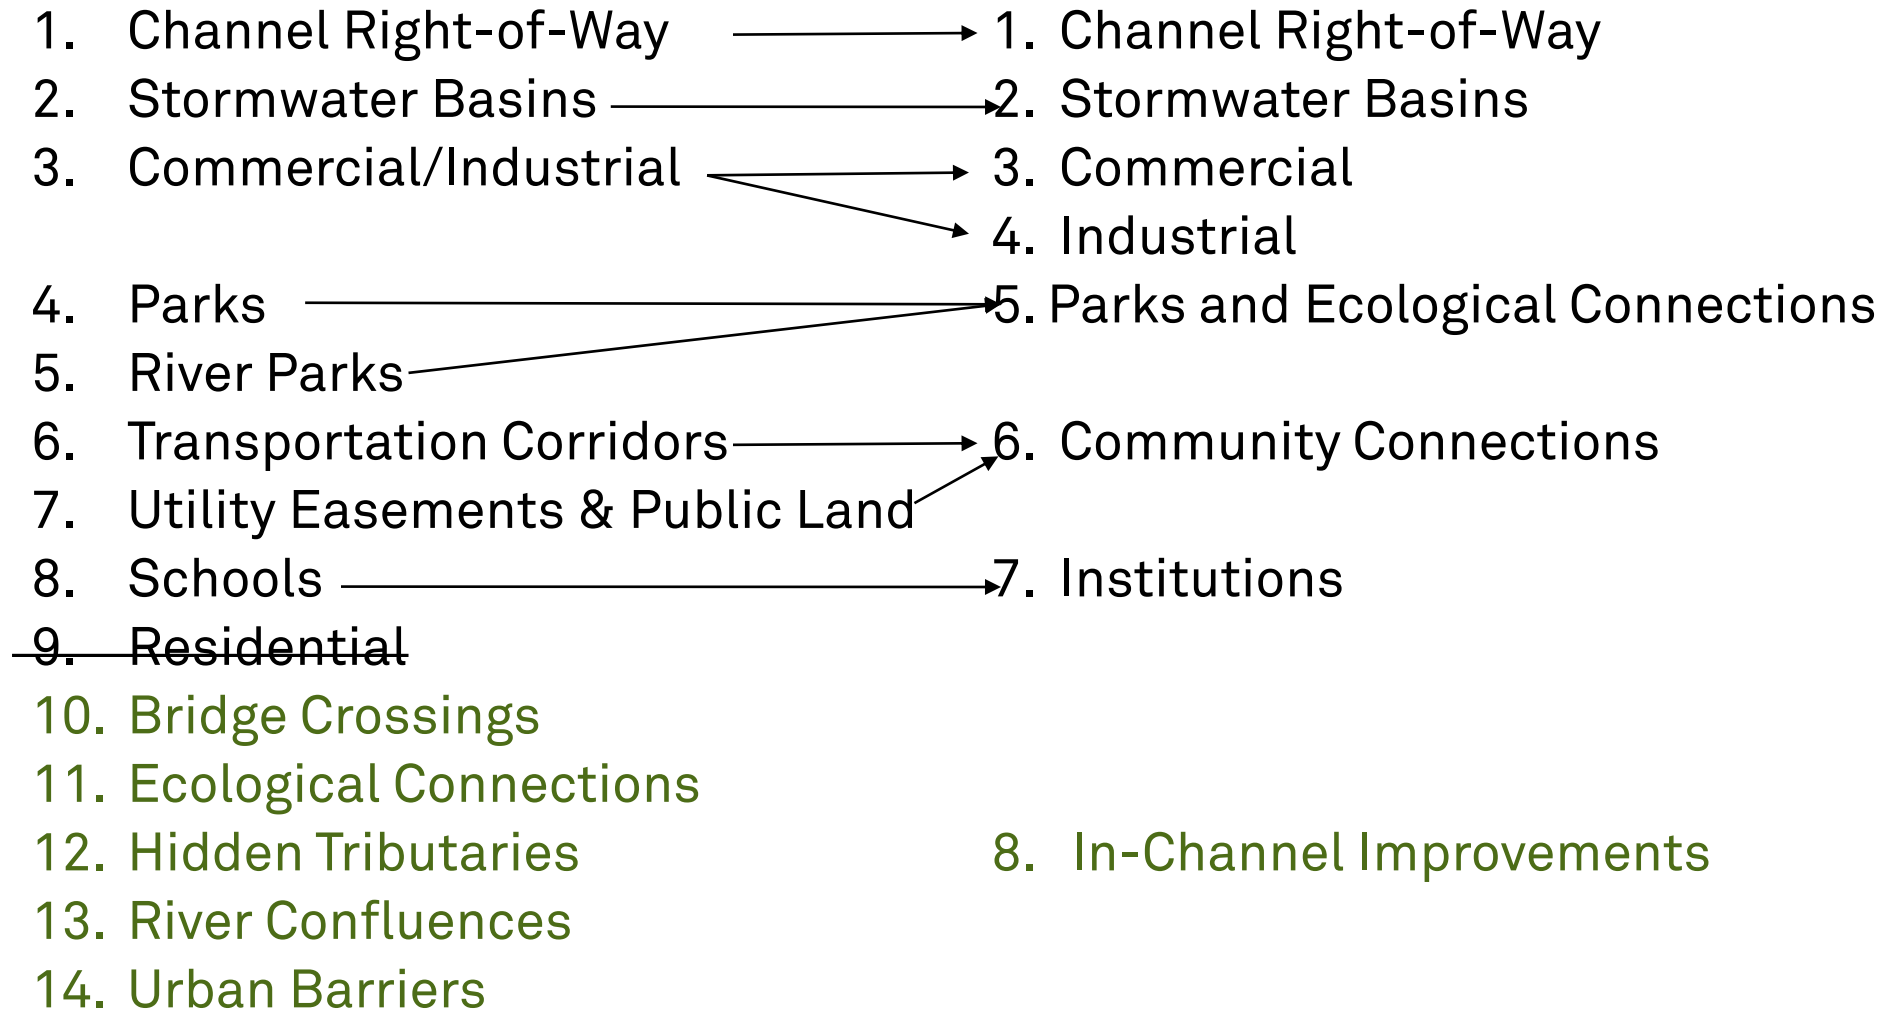 1. Channel Right-of-Way
2. Stormwater Basins
3. Commercial/Industrial
4. Parks
5. River Parks
6. Transportation Corridors
7. Utility Easements & Public Land
8. Schools
9. Residential
10. Bridge Crossings
11. Ecological Connections
12. Hidden Tributaries
13. River Confluences
14. Urban Barriers
1. Channel Right-of-Way
2. Stormwater Basins
3. Commercial
4. Industrial
5. Parks and Ecological Connections
6. Community Connections
7. Institutions
8. In-Channel Improvements